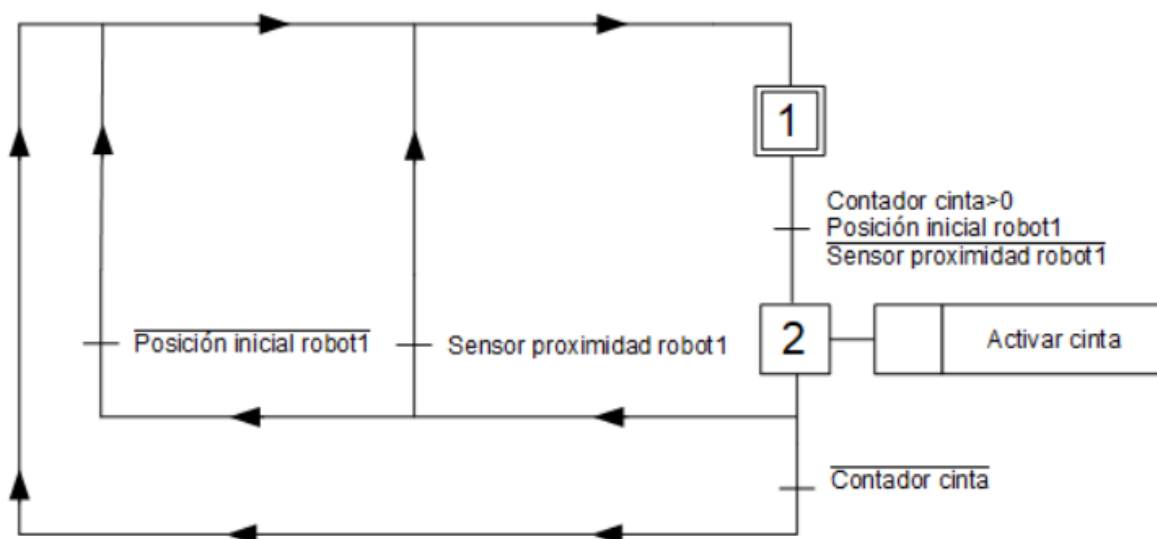 1
Contador cinta>0
Posición inicial robot1
Sensor proximidad robot1
Posición inicial robot1
Sensor proximidad robot1
2
Activar cinta
Contador cinta